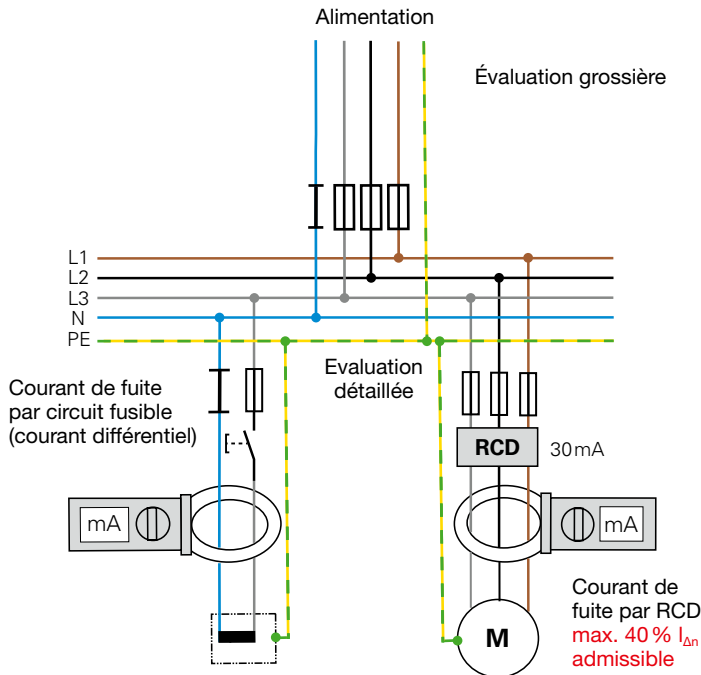 Alimentation
Évaluation grossière
L1
L2
L3
N
PE
Evaluation
détaillée
Courant de fuite
par circuit fusible
(courant différentiel)
RCD
30 mA
mA
mA
M
Courant de
fuite par RCD
max. 40 % I∆n
admissible